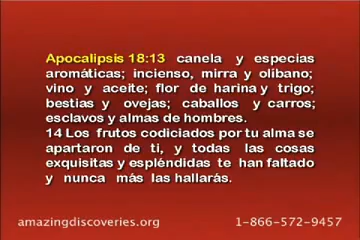 Apocalipsis 18:13 canela y especias
aromáticas; incienso, mirra y olíbano;
vino y aceite; flor de harina y trigo;
bestias y ovejas; caballos y carros;
esclavos y almas de hombres.
14 Los frutos codiciados por tu alma se
apartaron de ti, y todas las cosas
exquisitas y espléndidas te han faltado
y nunca más las hallarás.
amazingdiscoveries.org 1-866-572-9457